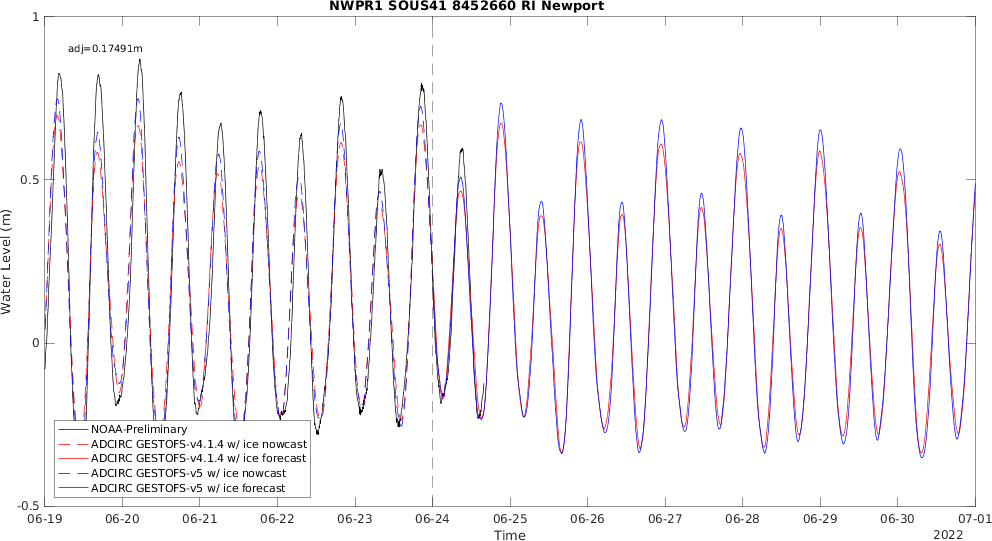 NWPR1 SOUS41 8452660 RI Newport
adj=0.17491m
1
0.5
0
-0.5
Water Level (m)
NOAA-Preliminary
ADCIRC GESTOFS-v4.1.4 w/ ice nowcast
ADCIRC GESTOFS-v4.1.4 w/ ice forecast
ADCIRC GESTOFS-v5 w/ ice nowcast
ADCIRC GESTOFS-v5 w/ ice forecast
06-19 06-20 06-21 06-22 06-23 06-24 06-25 06-26 06-27 06-28 06-29 06-30 07-01
Time
2022